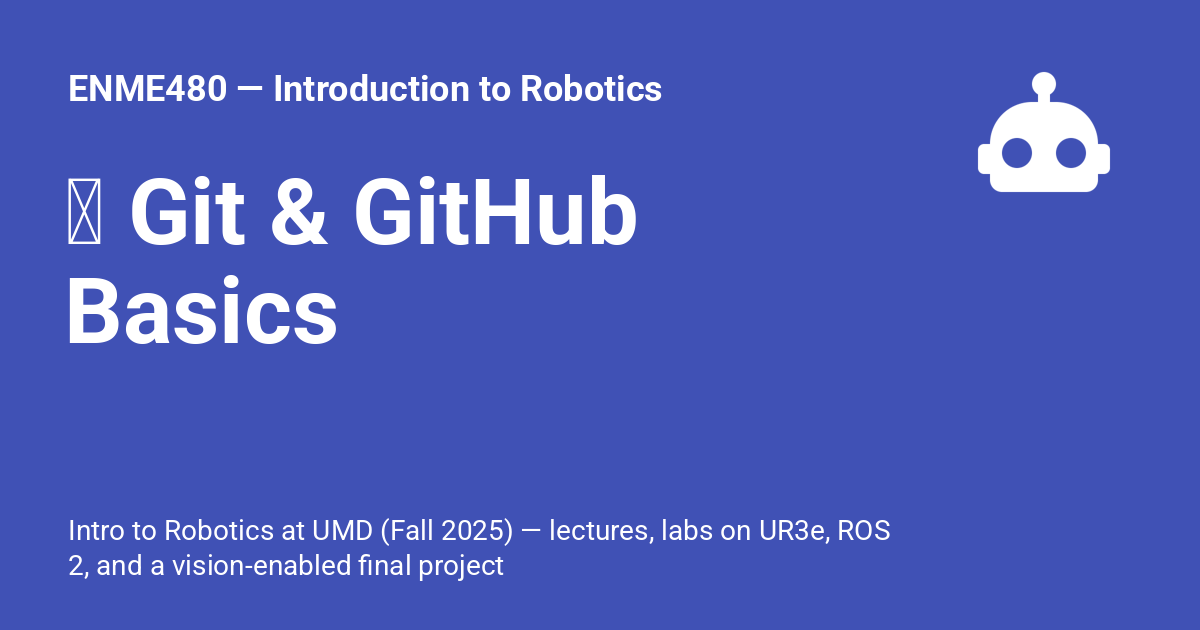 ENME480 — Introduction to Robotics
Git & GitHub
Basics
Intro to Robotics at UMD (Fall 2025) — lectures, labs on UR3e, ROS
2, and a vision-enabled final project